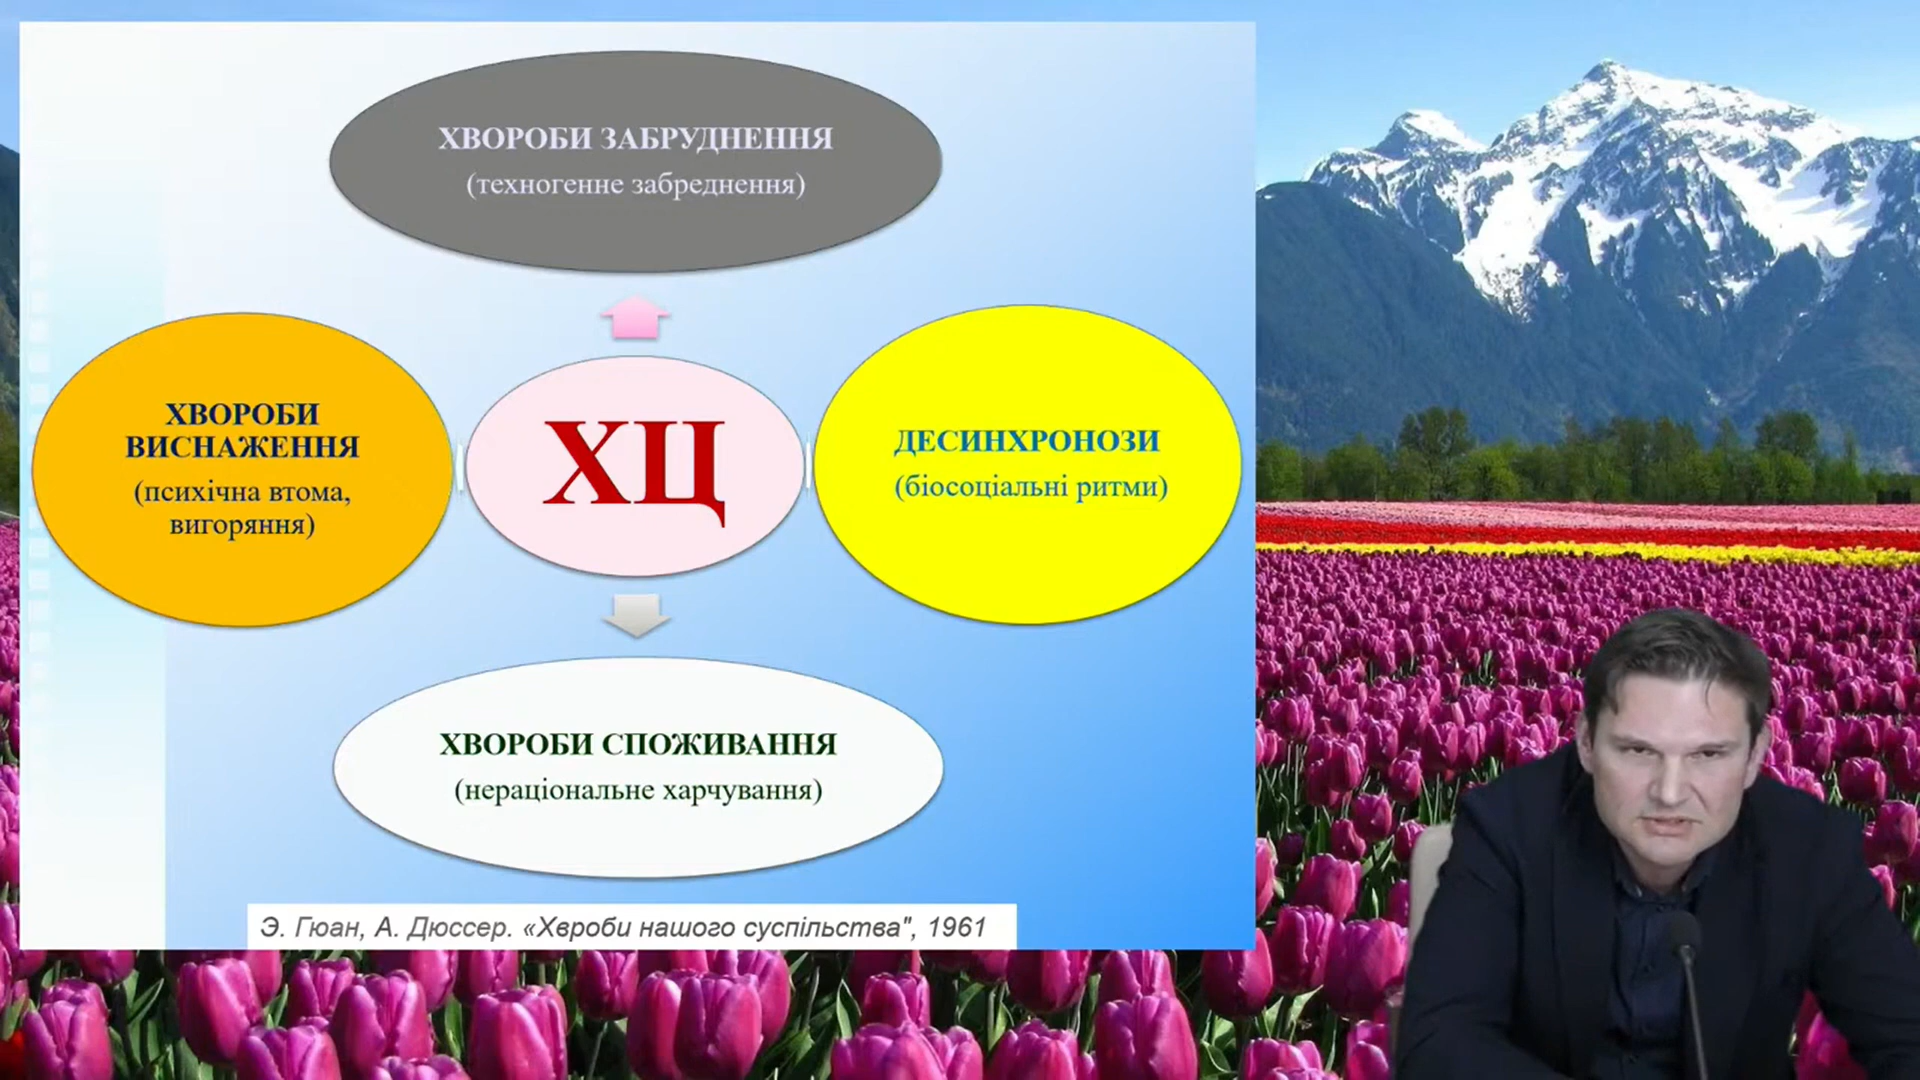 ХВОРОБИ ЗАБРУДНЕННЯ
(техногенне забреднення)
ХВОРОБИ
ВИСНАЖЕННЯ
(психічна втома,
вигоряння)
ХЦ
ДЕСИНХРОНОЗИ
(біосоціальні ритми)
ХВОРОБИ СПОЖИВАННЯ
(нераціональне харчування)
Э. Гюан, А. Дюссер. «Хвроби нашого суспільства", 1961